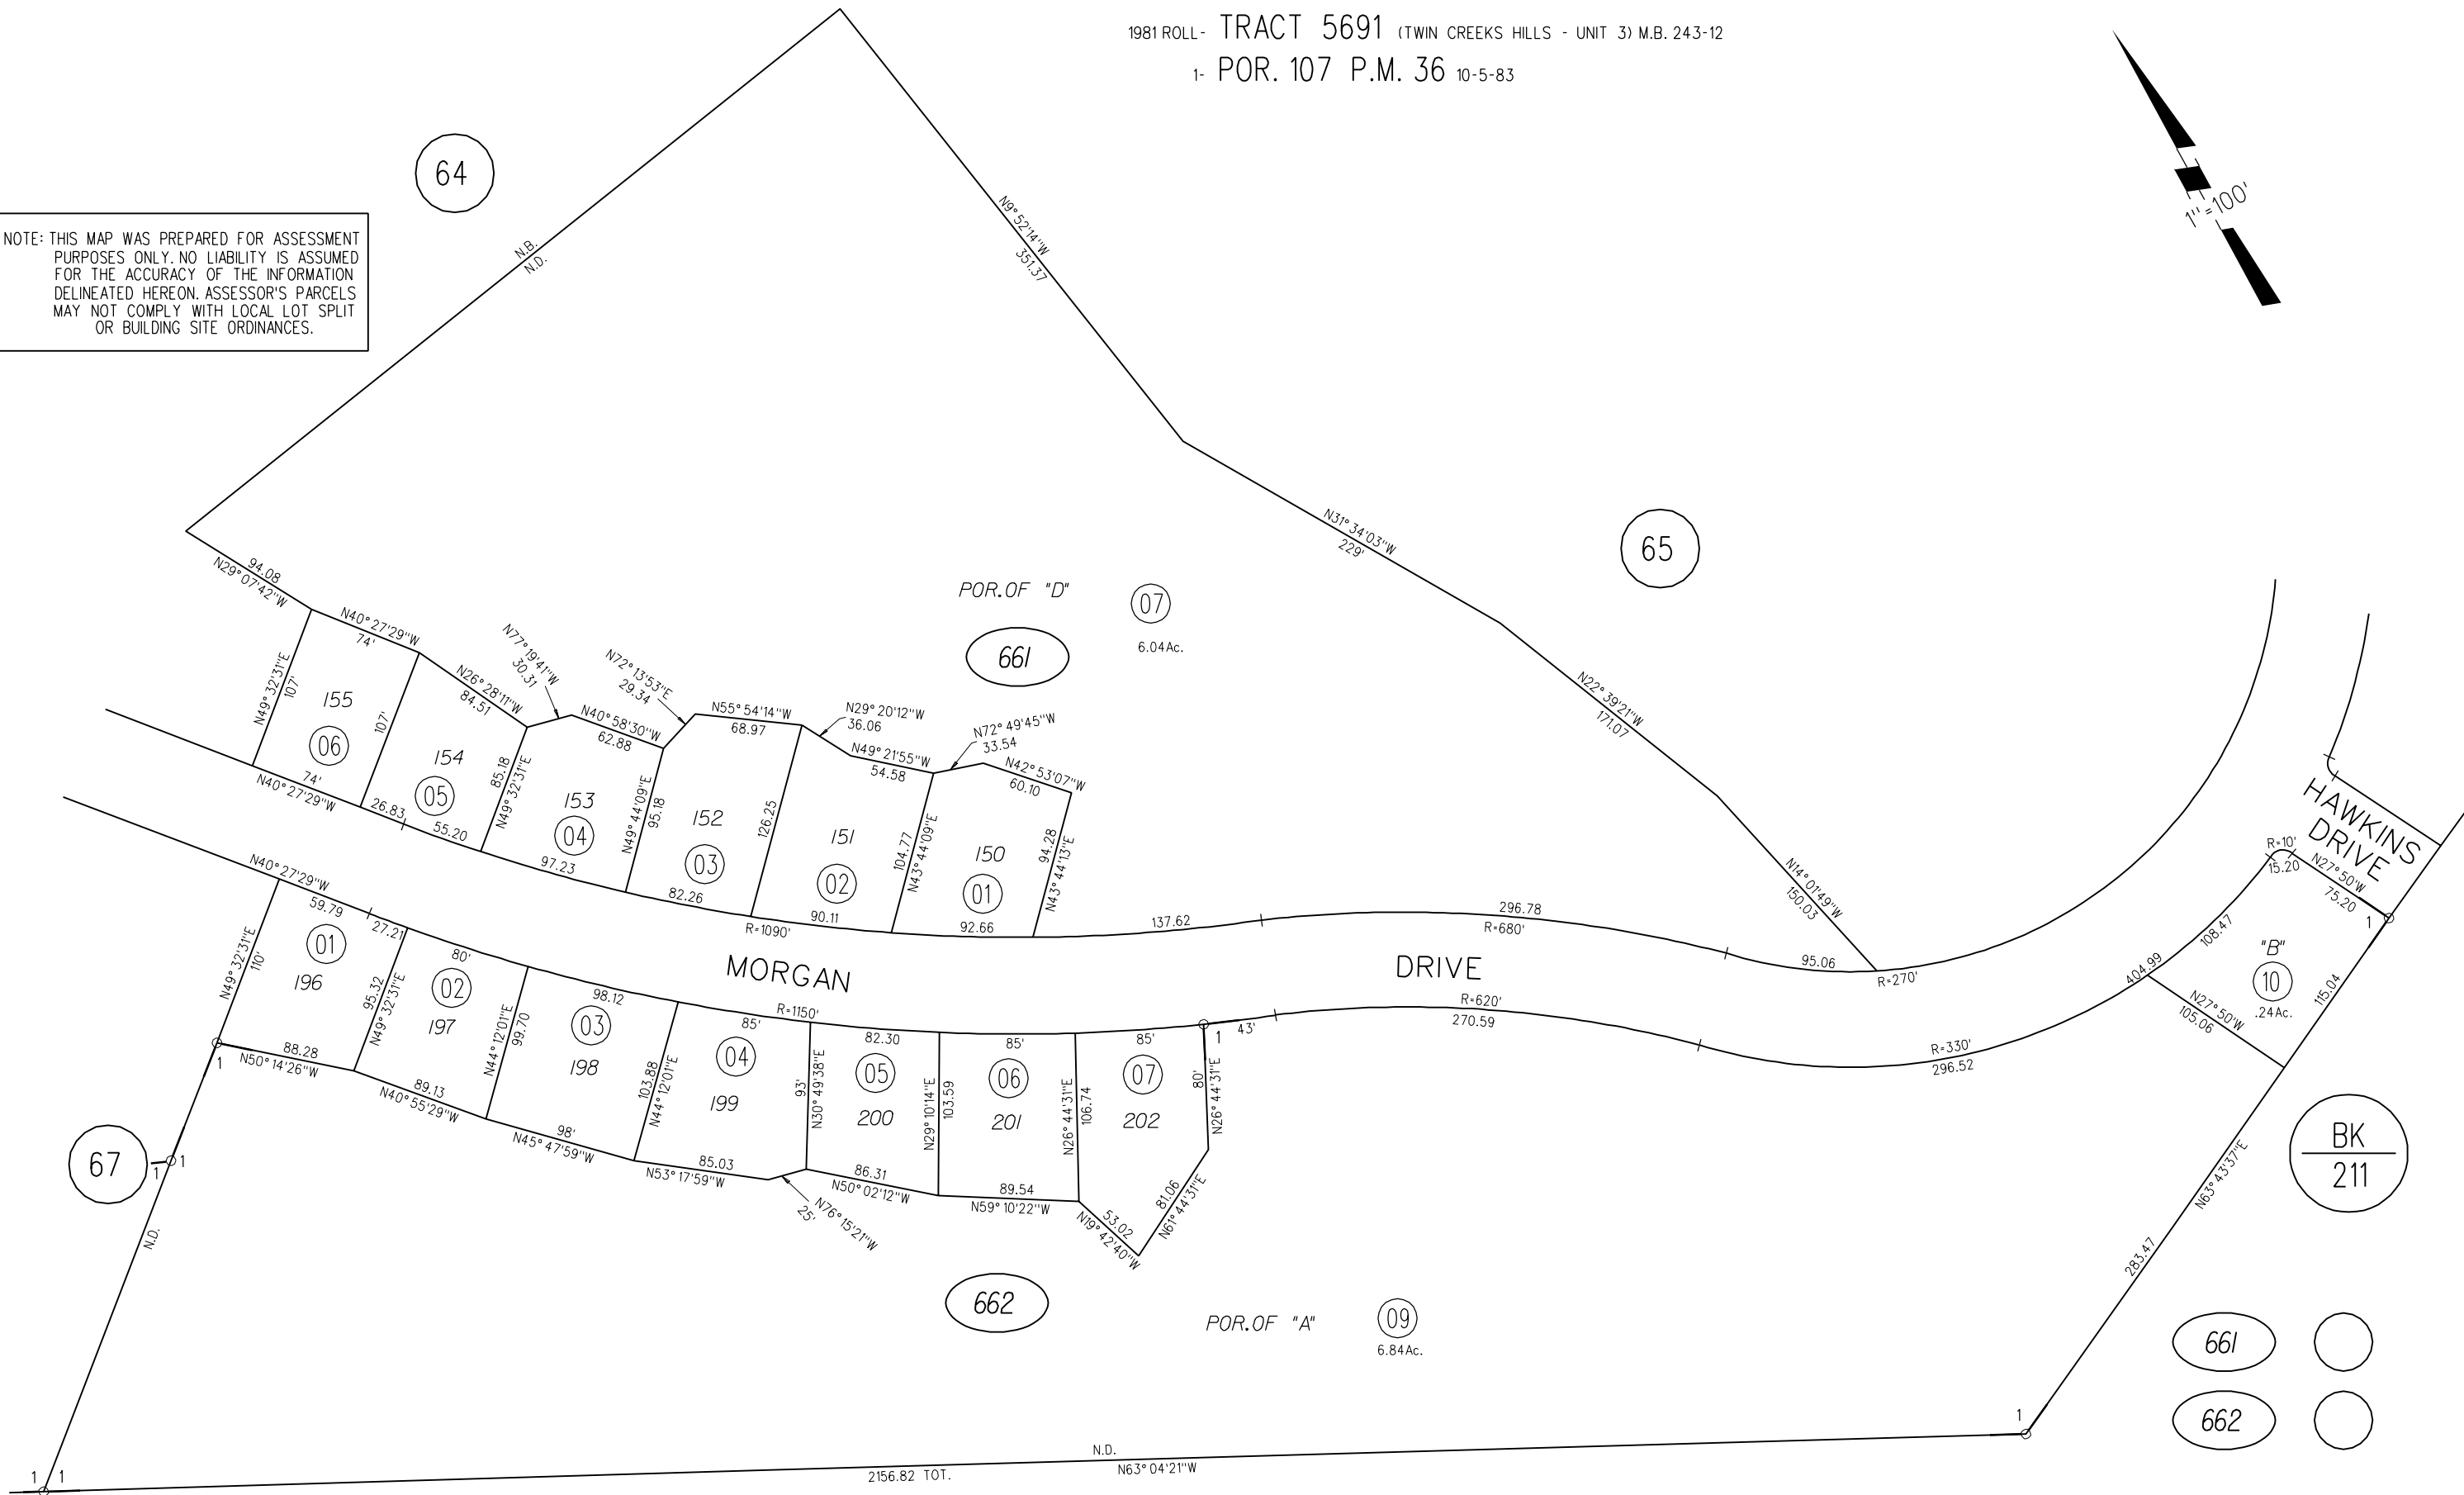 1981 ROLL- TRACT 5691 (TWIN CREEKS HILLS - UNIT 3) M.B. 243-12
1- POR. 107 P.M. 36 10-5-83
1"=100'
64
NOTE: THIS MAP WAS PREPARED FOR ASSESSMENT
PURPOSES ONLY. NO LIABILITY IS ASSUMED
FOR THE ACCURACY OF THE INFORMATION
DELINEATED HEREON. ASSESSOR'S PARCELS
MAY NOT COMPLY WITH LOCAL LOT SPLIT
OR BUILDING SITE ORDINANCES.
N.B.
N.D.
N9°52'14"W
351.37
N31°34'03"W
229'
65
N22°39'21"W
171.07
N14°01'49"W
150.03
POR.OF "D"
07
661
6.04Ac.
94.08
N29°07'42"W
N40°27'29"W
74'
N26°28'11"W
84.51
N77°19'41"W
30.31
N40°58'30"W
62.88
N72°13'53"E
29.34
N55°54'14"W
68.97
N29°20'12"W
36.06
N49°21'55"W
54.58
N72°49'45"W
33.54
N42°53'07"W
60.10
N49°32'31"E
107'
155
06
107'
154
05
85.18
N49°32'31"E
153
04
N49°44'09"E
95.18
152
03
126.25
151
02
104.77
N43°44'09"E
150
01
94.28
N43°44'13"E
74'
N40°27'29"W
26.83
55.20
97.23
82.26
90.11
R=1090'
92.66
137.62
296.78
R=680'
95.06
R=270'
MORGAN
DRIVE
HAWKINS
DRIVE
R=10'
15.20
N27°50'W
75.20
1
108.47
404.99
"B"
10
.24Ac.
115.04
N27°50'W
105.06
N40°27'29"W
59.79
27.21
80'
98.12
R=1150'
85'
82.30
85'
85'
1
43'
R=620'
270.59
R=330'
296.52
N49°32'31"E
110'
01
196
95.32
N49°32'31"E
02
197
N44°12'01"E
99.70
03
198
103.88
N44°12'01"E
04
199
93'
N30°49'38"E
05
200
N29°10'14"E
103.59
06
201
N26°44'31"E
106.74
07
202
80'
N26°44'31"E
1
88.28
N50°14'26"W
89.13
N40°55'29"W
98'
N45°47'59"W
85.03
N53°17'59"W
N76°15'21"W
25'
86.31
N50°02'12"W
89.54
N59°10'22"W
53.02
N19°42'40"W
81.06
N61°44'31"E
67
1
1
N.D.
BK
211
N63°43'37"E
283.47
662
POR.OF "A"
09
6.84Ac.
661
662
1
1
1
N.D.
2156.82 TOT.
N63°04'21"W